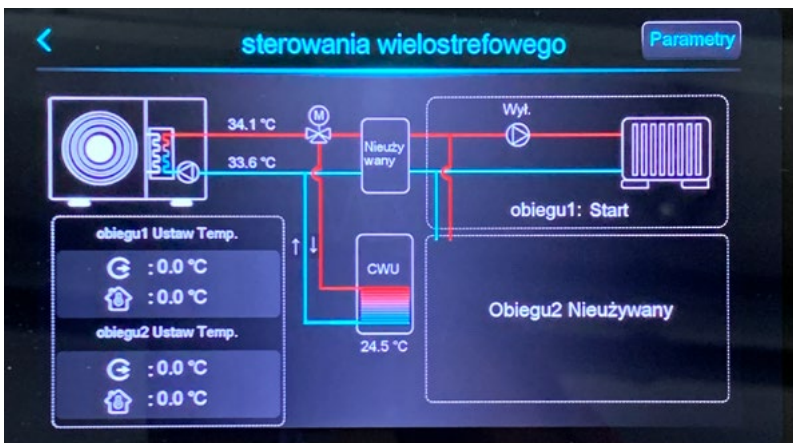 sterowania wielostrefowego
Parametry
34.1 °C
M
Nieuży
wany
Wył.
33.6 °C
obiegu1: Start
obiegu1 Ustaw Temp.
: 0.0 °C
: 0.0 °C
CWU
24.5 °C
obiegu2 Ustaw Temp.
: 0.0 °C
: 0.0 °C
Obiegu2 Nieużywany